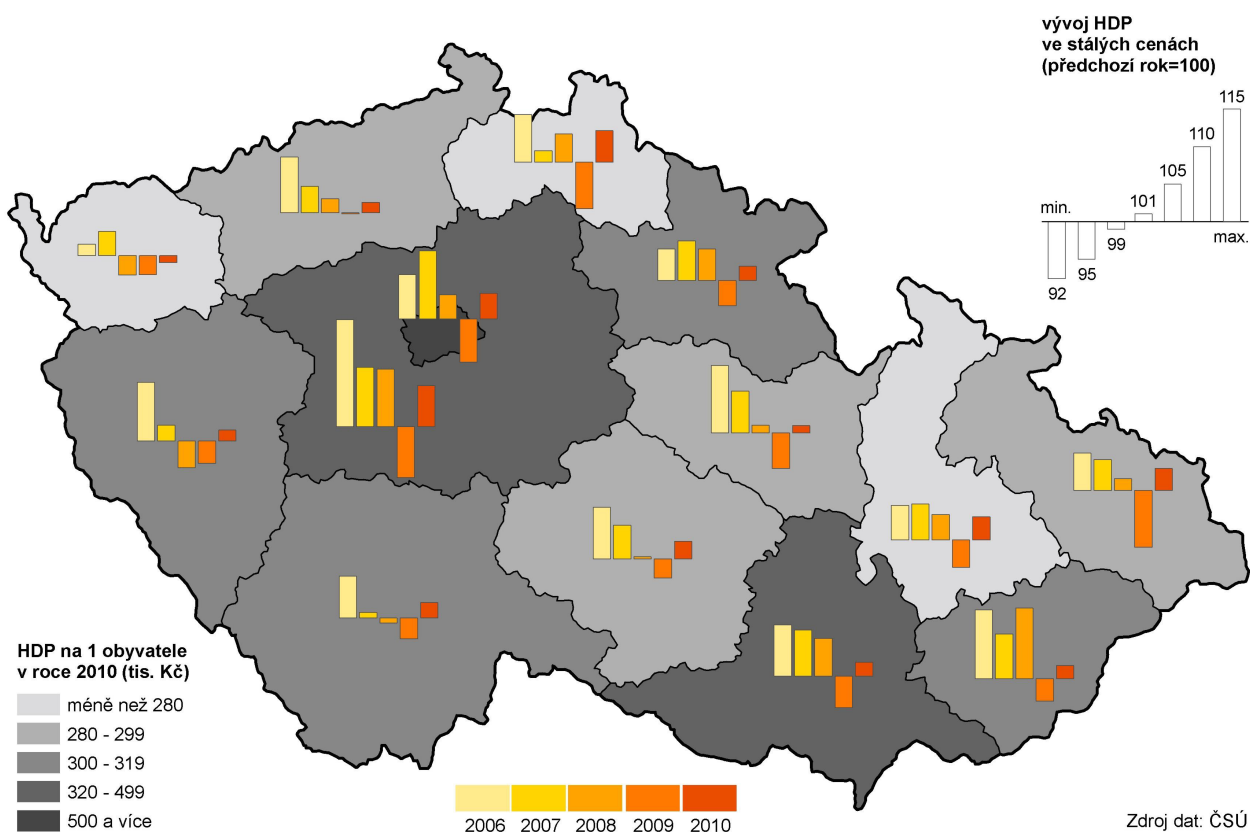 vývoj HDP
ve stálých cenách
(předchozí rok=100)
115
110
105
101
min.
99
max.
95
92
HDP na 1 obyvatele
v roce 2010 (tis. Kč)
méně než 280
280 - 299
300 - 319
320 - 499
500 a více
2006 2007 2008 2009 2010
Zdroj dat: ČSÚ